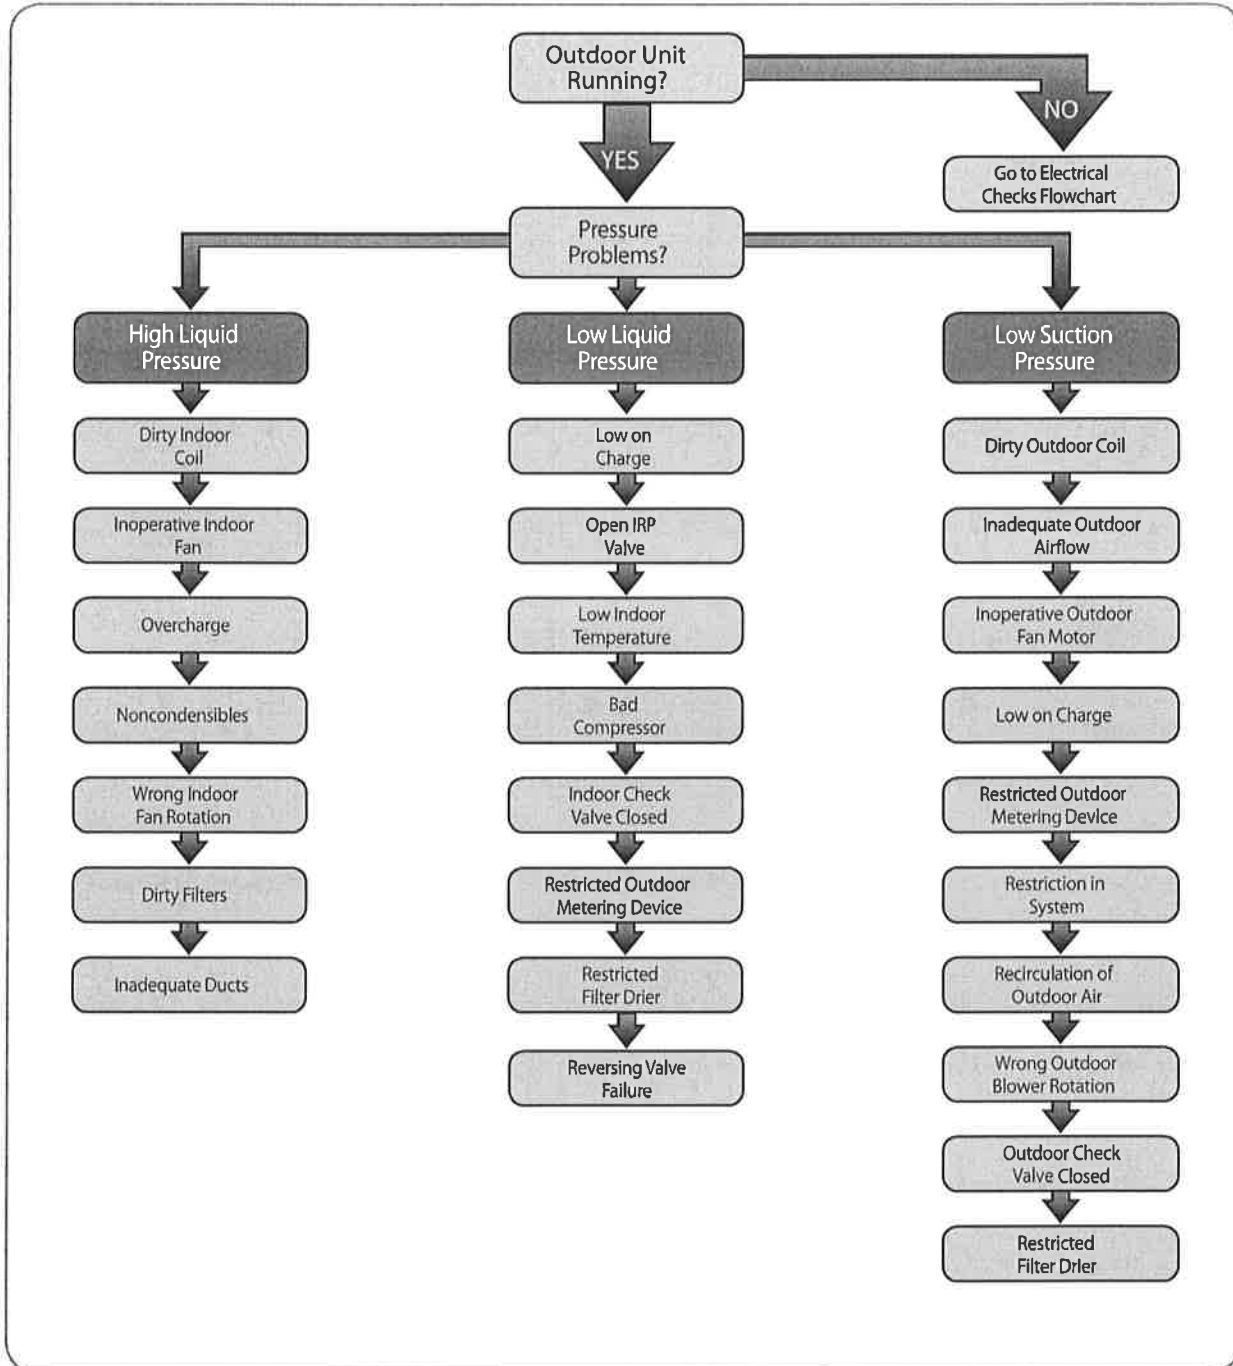 Outdoor Unit
Running?
NO
YES
Go to Electrical
Checks Flowchart
Pressure
Problems?
High Liquid
Pressure
Dirty Indoor
Coil
Inoperative Indoor
Fan
Overcharge
Noncondensibles
Wrong Indoor
Fan Rotation
Dirty Filters
Inadequate Ducts
Low Liquid
Pressure
Low on
Charge
Open IRP
Valve
Low Indoor
Temperature
Bad
Compressor
Indoor Check
Valve Closed
Restricted Outdoor
Metering Device
Restricted
Filter Drier
Reversing Valve
Failure
Low Suction
Pressure
Dirty Outdoor Coil
Inadequate Outdoor
Airflow
Inoperative Outdoor
Fan Motor
Low on Charge
Restricted Outdoor
Metering Device
Restriction in
System
Recirculation of
Outdoor Air
Wrong Outdoor
Blower Rotation
Outdoor Check
Valve Closed
Restricted
Filter Drier